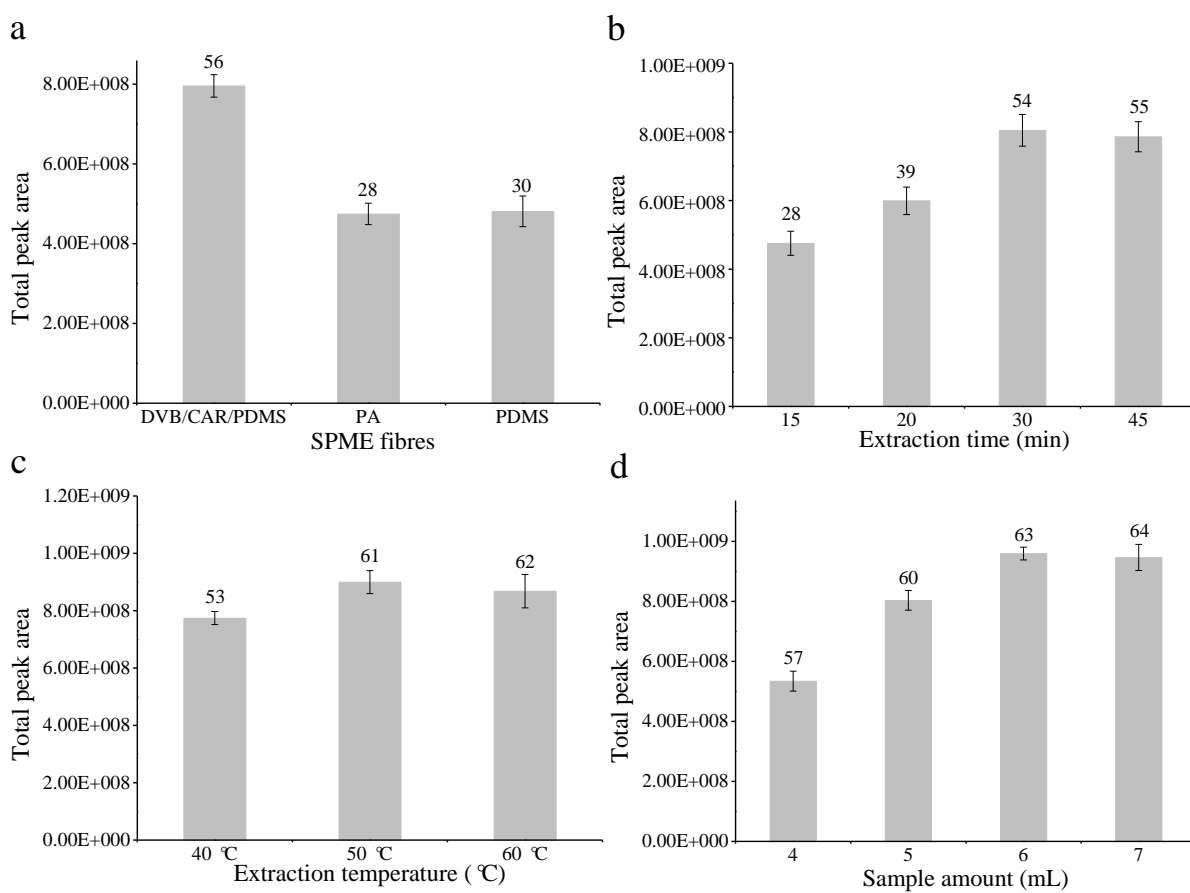 a
Total peak area
8.00E+008
6.00E+008
4.00E+008
2.00E+008
0.00E+000
56
28
30
DVB/CAR/PDMS PA PDMS
SPME fibres
b
Total peak area
1.00E+009
8.00E+008
6.00E+008
4.00E+008
2.00E+008
0.00E+000
28
39
54
55
15 20 30 45
Extraction time (min)
c
Total peak area
1.20E+009
1.00E+009
8.00E+008
6.00E+008
4.00E+008
2.00E+008
0.00E+000
53
61
62
40 ℃ 50 ℃ 60 ℃
Extraction temperature ( ℃)
d
Total peak area
1.00E+009
8.00E+008
6.00E+008
4.00E+008
2.00E+008
0.00E+000
57
60
63
64
4 5 6 7
Sample amount (mL)